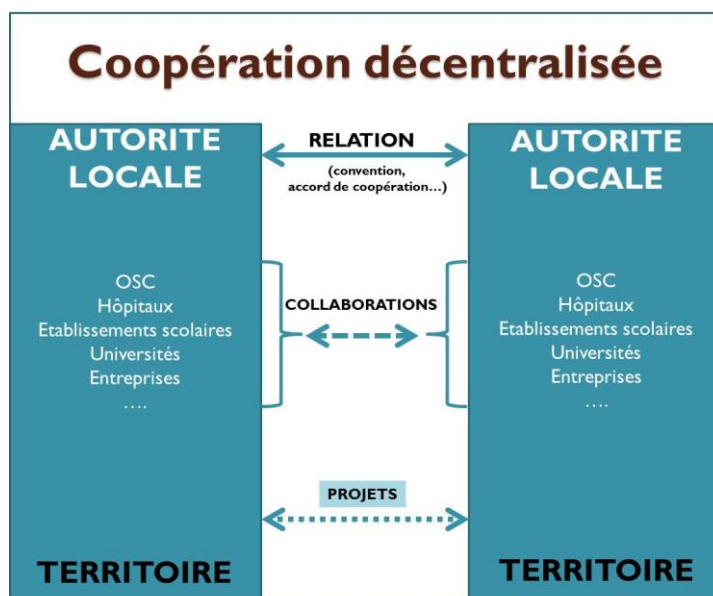 Coopération décentralisée
AUTORITE
LOCALE
OSC
Hôpitaux
Etablissements scolaires
Universités
Entreprises
....
TERRITOIRE
RELATION
(convention,
accord de coopération...)
COLLABORATIONS
PROJETS
AUTORITE
LOCALE
OSC
Hôpitaux
Etablissements scolaires
Universités
Entreprises
....
TERRITOIRE